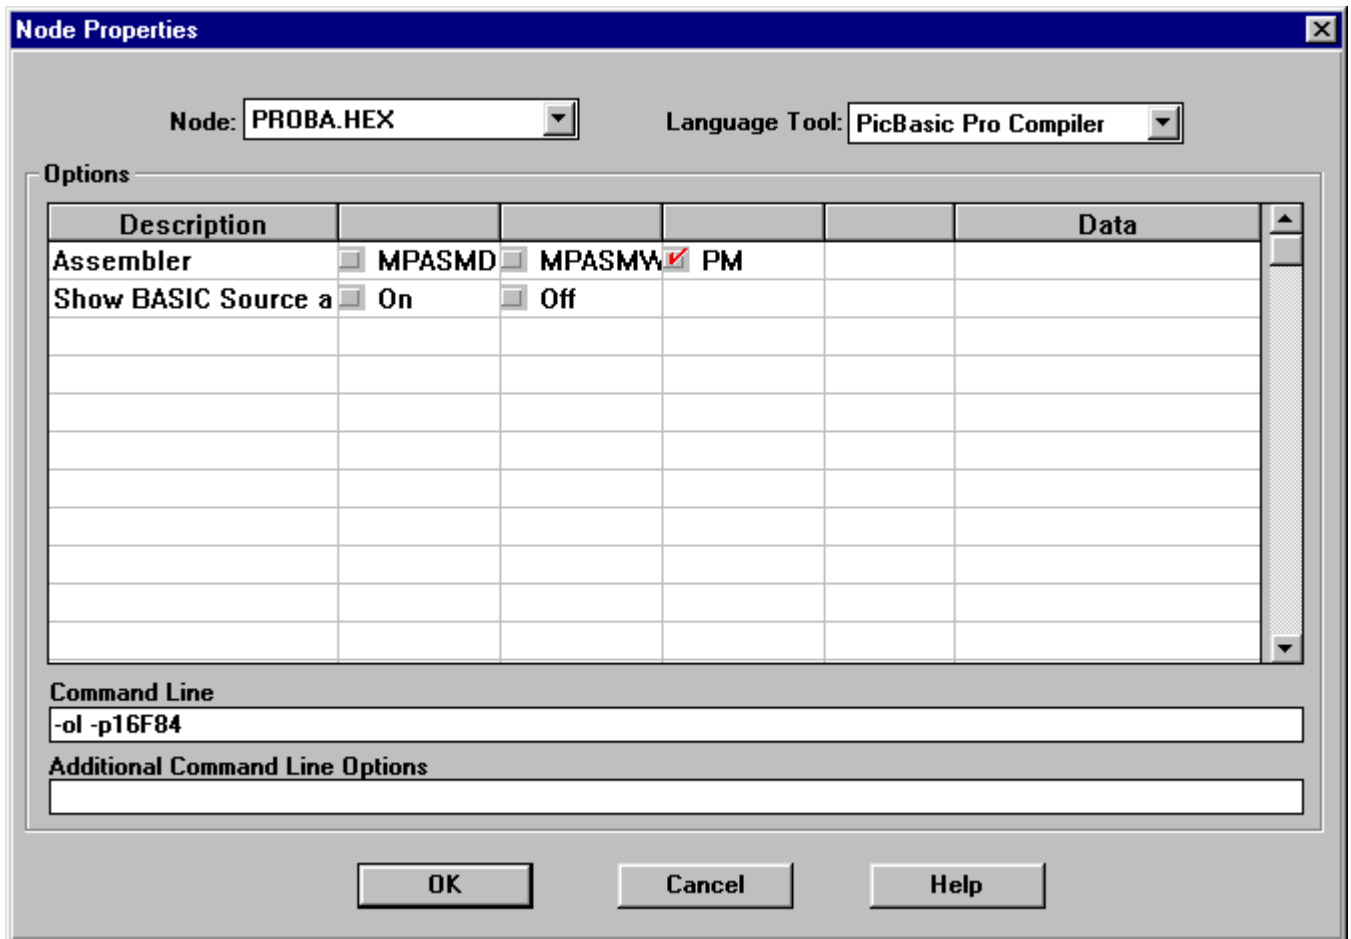 Node Properties
Node: PROBA.HEX Language Tool: PicBasic Pro Compiler
Options
Description Data
Assembler MPASMD MPASMW PM
Show BASIC Source a On Off
Command Line
-ol -p16F84
Additional Command Line Options
OK Cancel Help